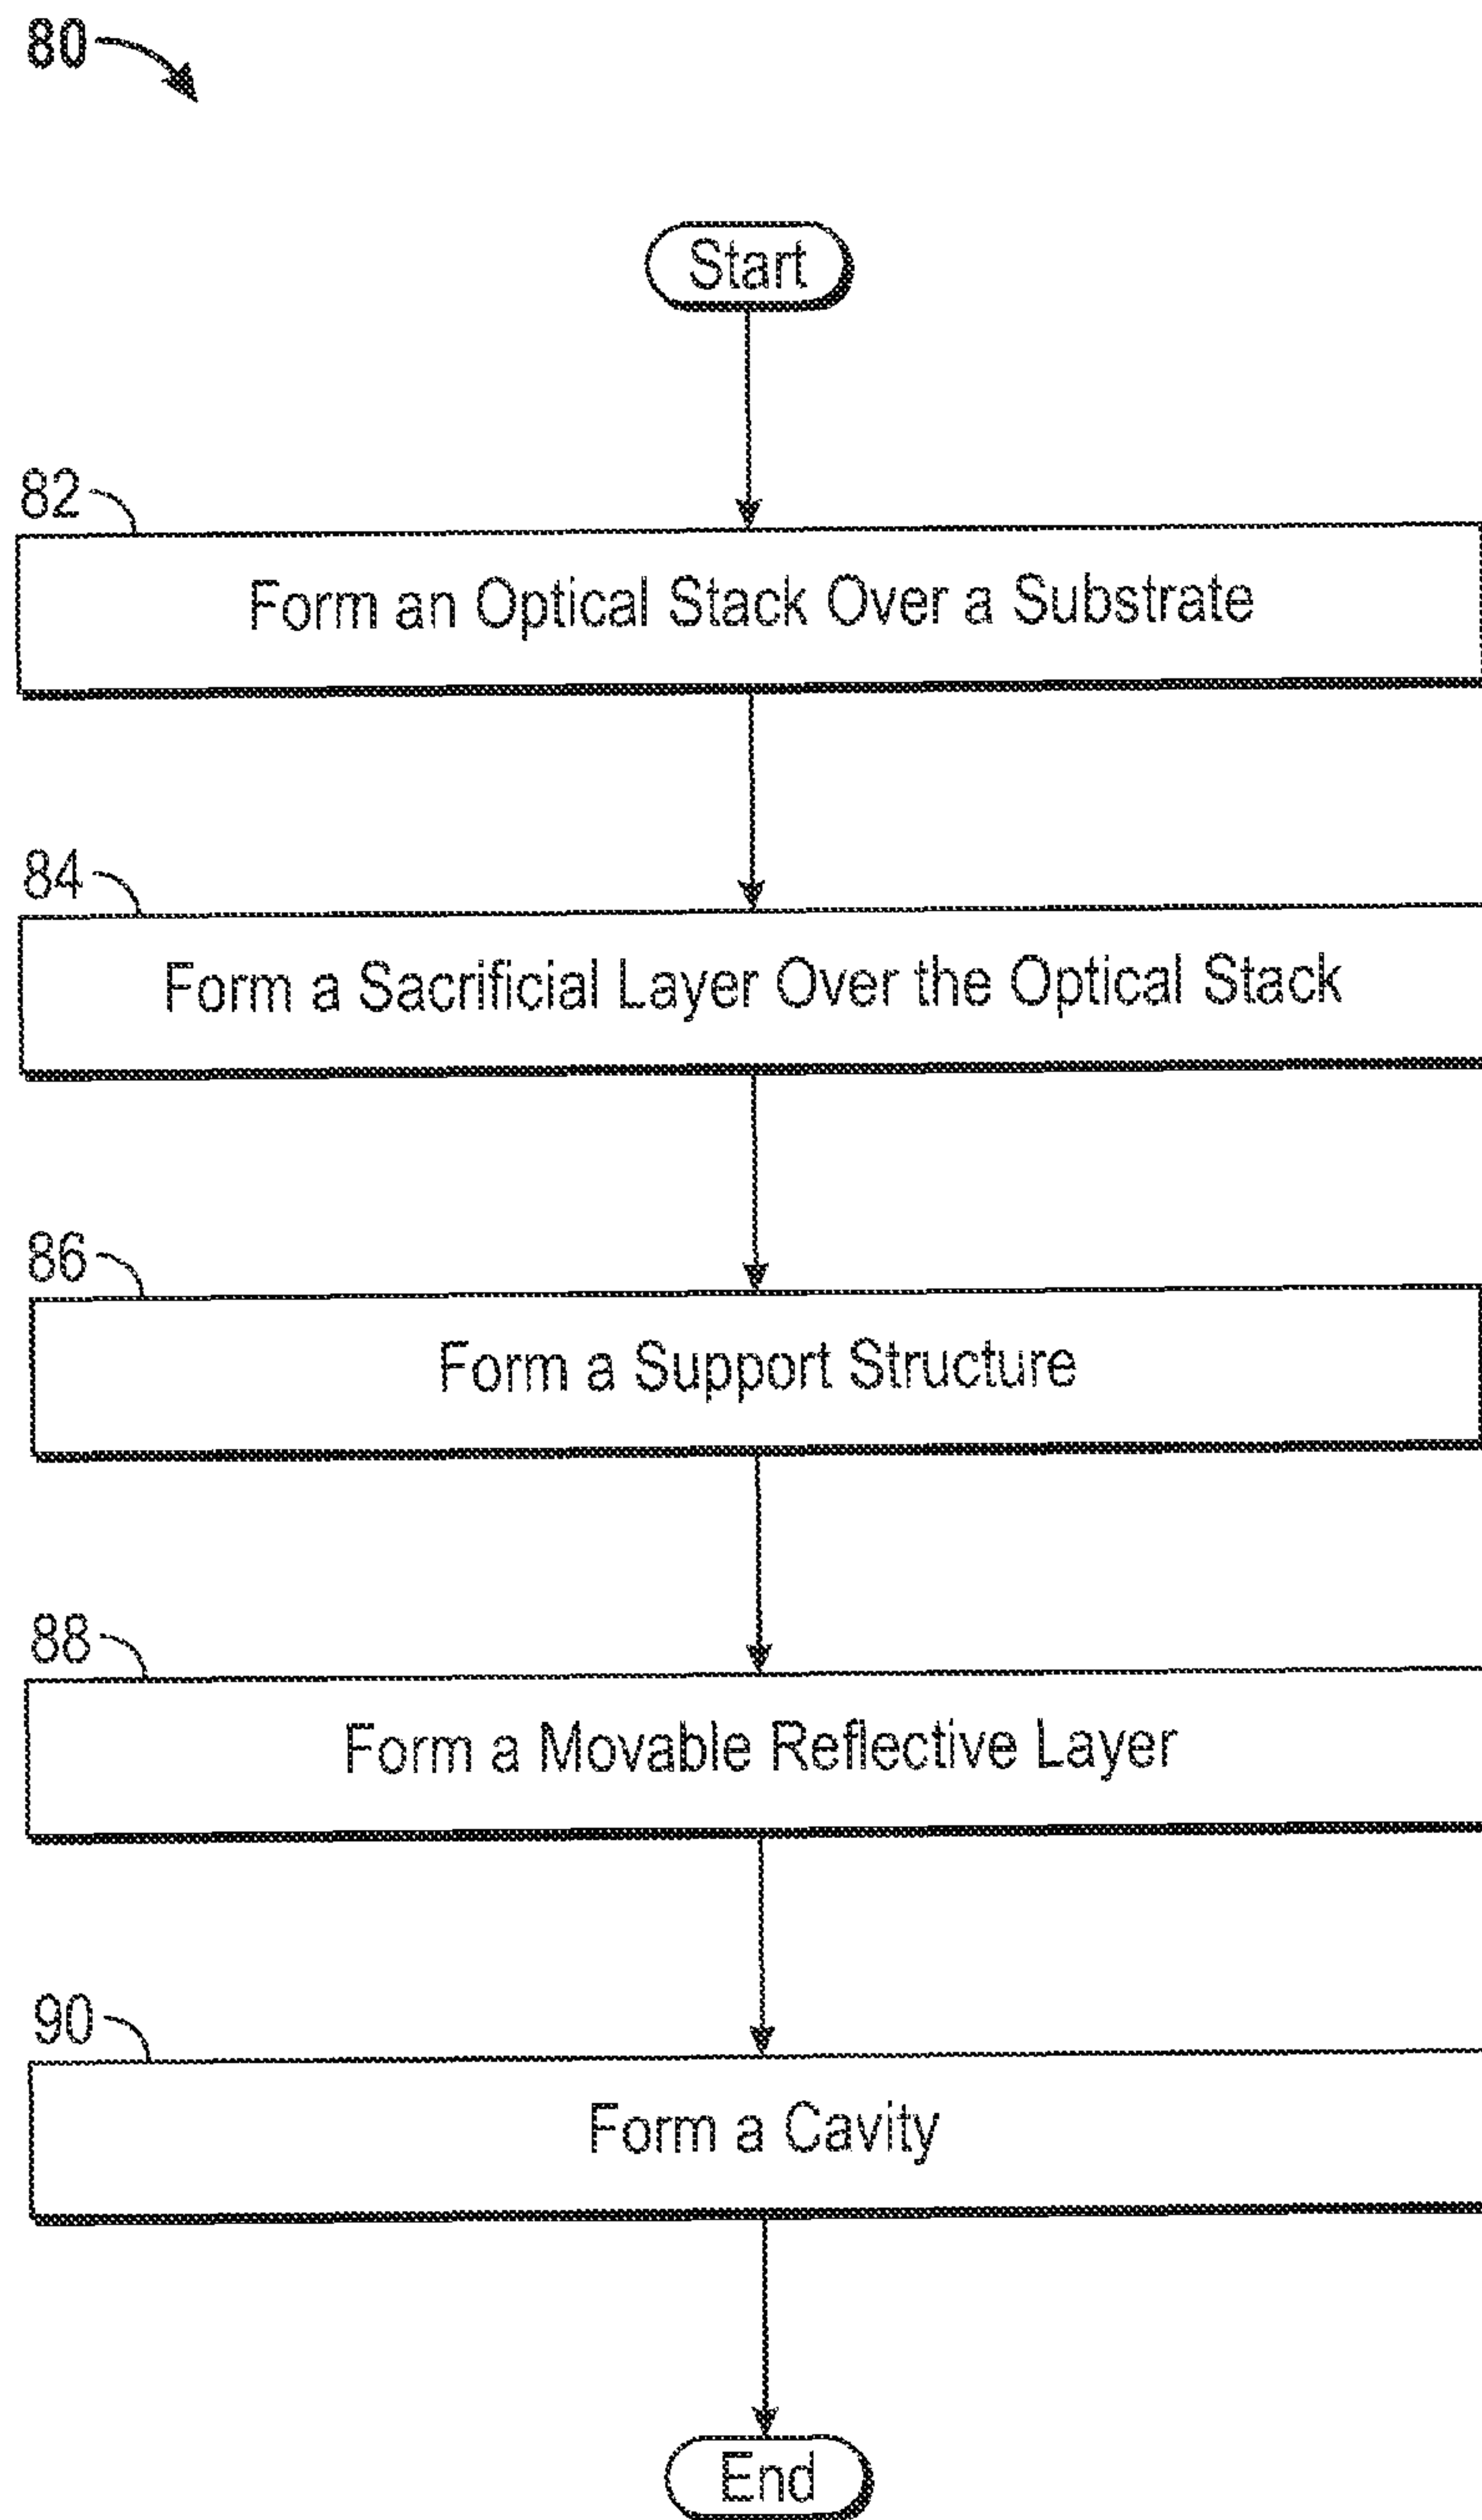 80
Start
82
Form an Optical Stack Over a Substrate
84
Form a Sacrificial Layer Over the Optical Stack
86
Form a Support Structure
88
Form a Movable Reflective Layer
90
Form a Cavity
End